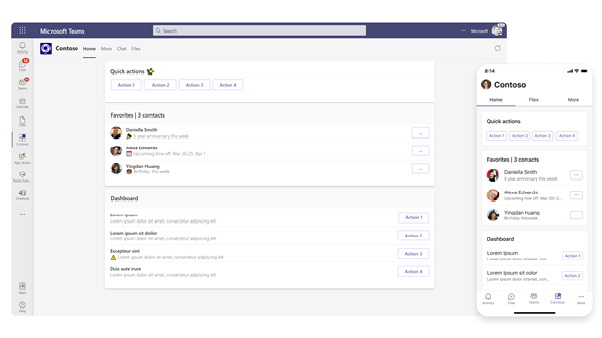 Microsoft Teams
Search
Microsoft
Contoso
Home
More
Chat
Files
Activity
Chat
Teams
Calendar
Files
Contoso
App Studio
OneNote
Apps
Help
Quick actions
Action 1
Action 2
Action 3
Action 4
Favorites | 3 contacts
Daniella Smith
5 year anniversary this week
Alexa Edwards
Upcoming time off: Mar 20-25, Apr 1
Yingdan Huang
Birthday this week
Dashboard
Lorem ipsum
Lorem ipsum dolor sit amet, consectetur adipiscing elit
Action 1
Lorem ipsum sit dollor
Lorem ipsum dolor sit amet, consectetur adipiscing elit
Action 2
Excepteur sint
Lorem ipsum dolor sit amet, consectetur adipiscing elit
Action 3
Duis aute irure
Lorem ipsum dolor sit amet, consectetur adipiscing elit
Action 4
8:14
Contoso
Home
Files
More
Quick actions
Action 1
Action 2
Action 3
Action 4
Favorites | 3 contacts
Daniella Smith
5 year anniversary this week
Alexa Edwards
Upcoming time off: Mar 20-2...
Yingdan Huang
Birthday thisweek
Dashboard
Lorem Ipsum
Lorem ipsum dolor sit amet, con...
Action 1
Lorem Ipsum sit color
Lorem ipsum dolor sit amet, con...
Action 2
Activity
Chat
Teams
Contoso
More